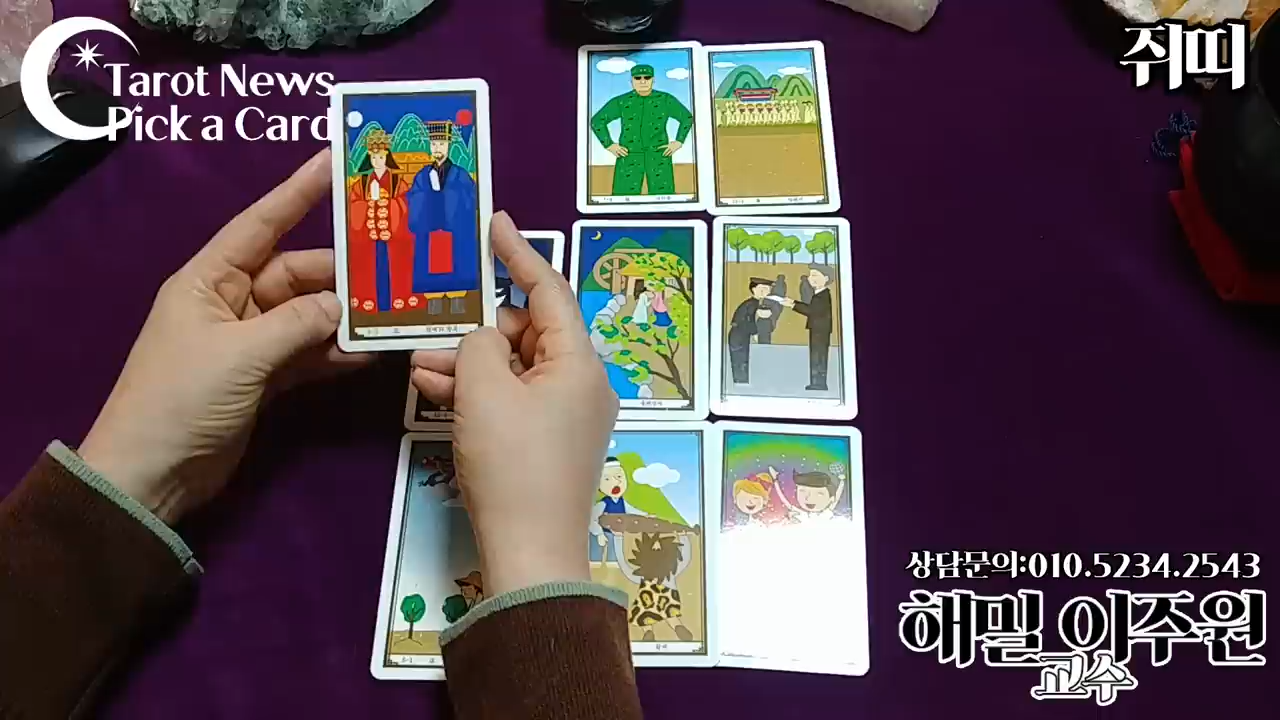 Tarot News
Pick a Card
쥐띠
상담문의:010.5234.2543
해밀 이주원
교수